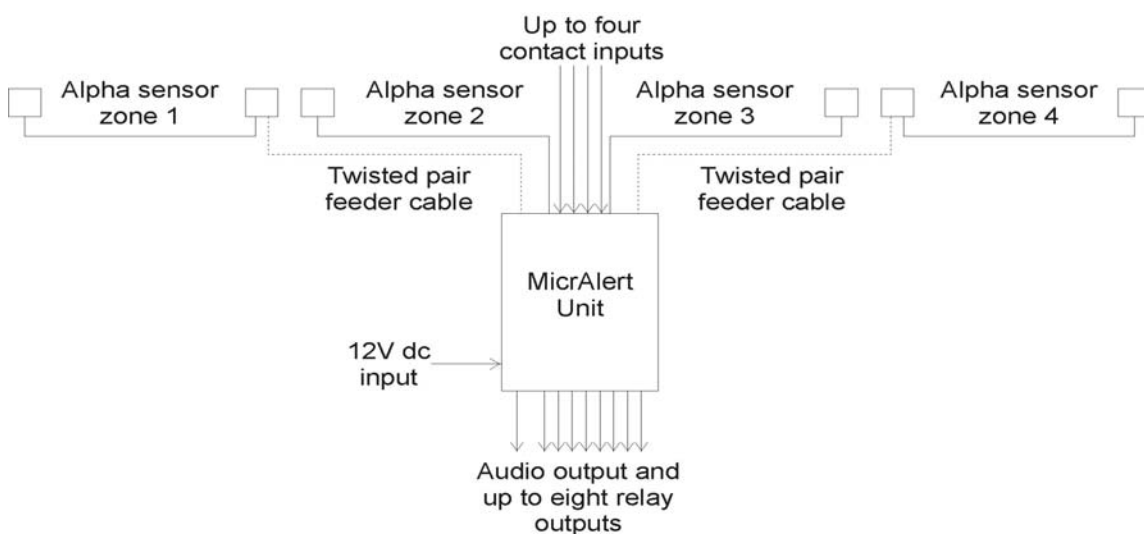 Up to four
contact inputs
Alpha sensor
zone 1
Alpha sensor
zone 2
Alpha sensor
zone 3
Alpha sensor
zone 4
Twisted pair
feeder cable
Twisted pair
feeder cable
MicrAlert
Unit
12V dc
input
Audio output and
up to eight relay
outputs